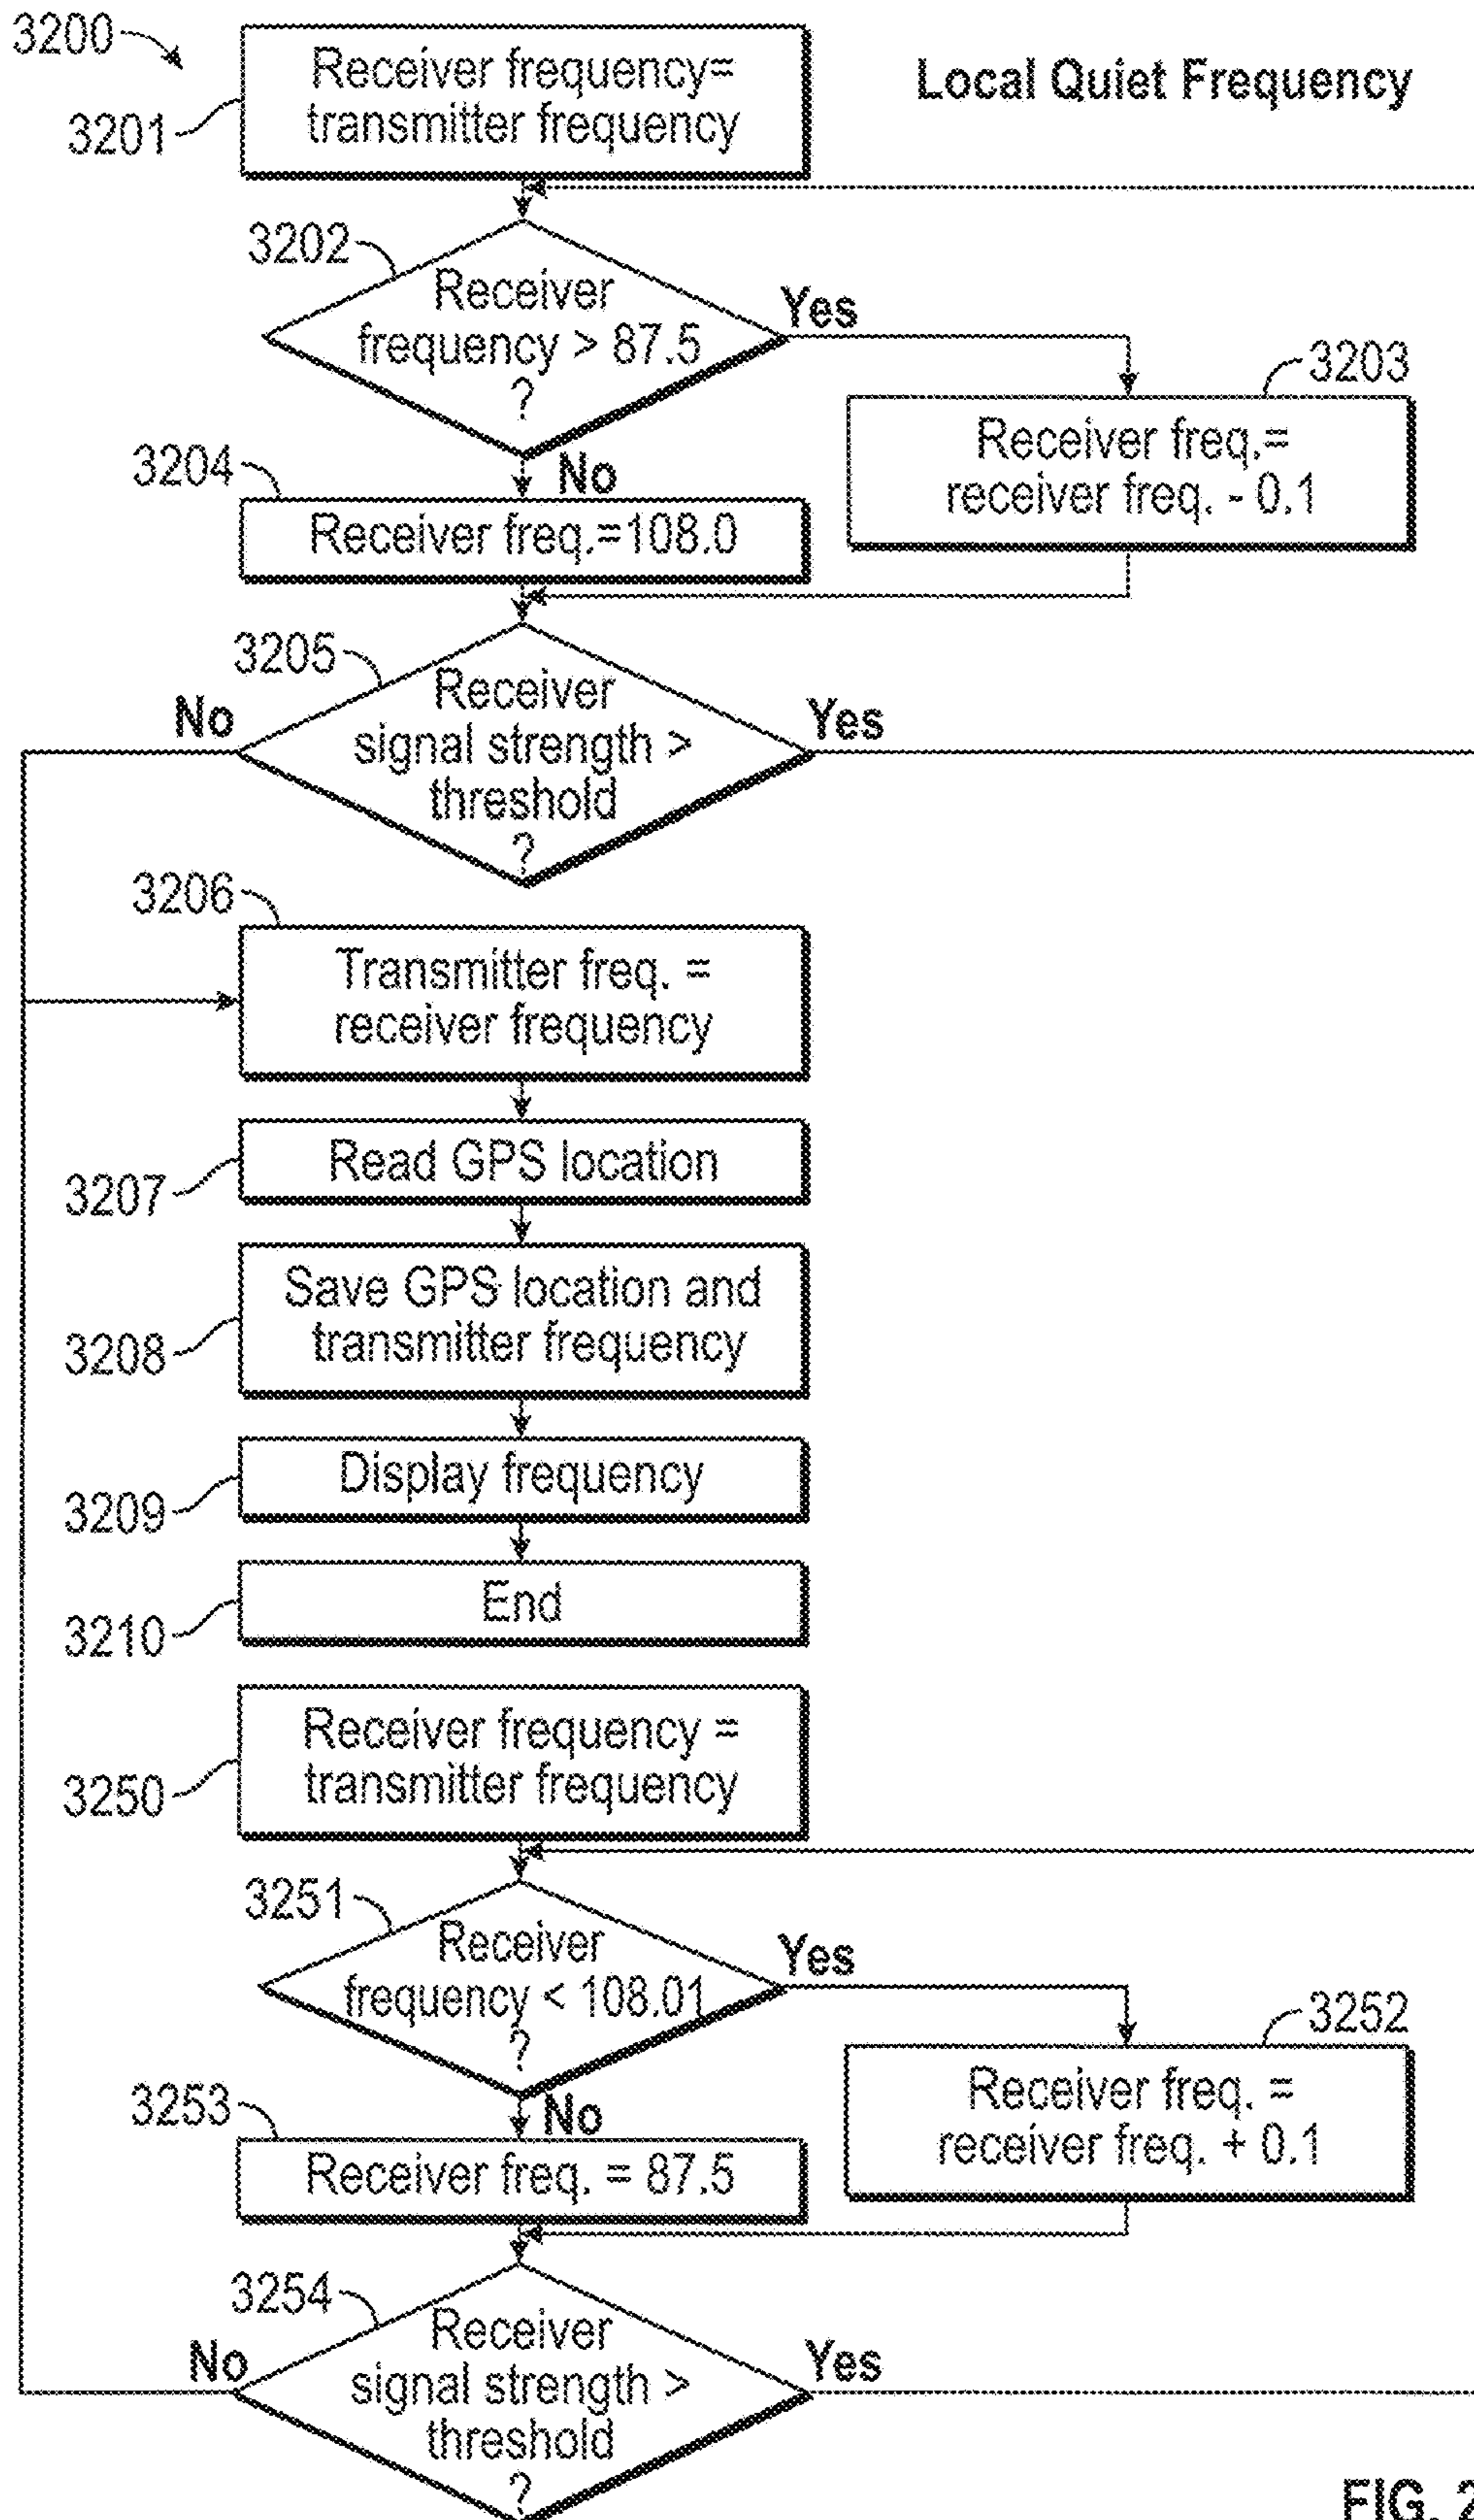 3200
Receiver frequency=
transmitter frequency
3201
Local Quiet Frequency
3202
Receiver
frequency > 87.5
?
Yes
3203
Receiver freq.=
receiver freq. - 0.1
No
3204
Receiver freq.=108.0
3205
Receiver
signal strength >
threshold
?
No
Yes
3206
Transmitter freq. =
receiver frequency
Read GPS location
3207
Save GPS location and
transmitter frequency
3208
Display frequency
3209
End
3210
Receiver frequency =
transmitter frequency
3250
3251
Receiver
frequency < 108.01
?
Yes
3252
Receiver freq. =
receiver freq. + 0.1
No
3253
Receiver freq. = 87.5
3254
Receiver
signal strength >
threshold
?
No
Yes
FIG. 2